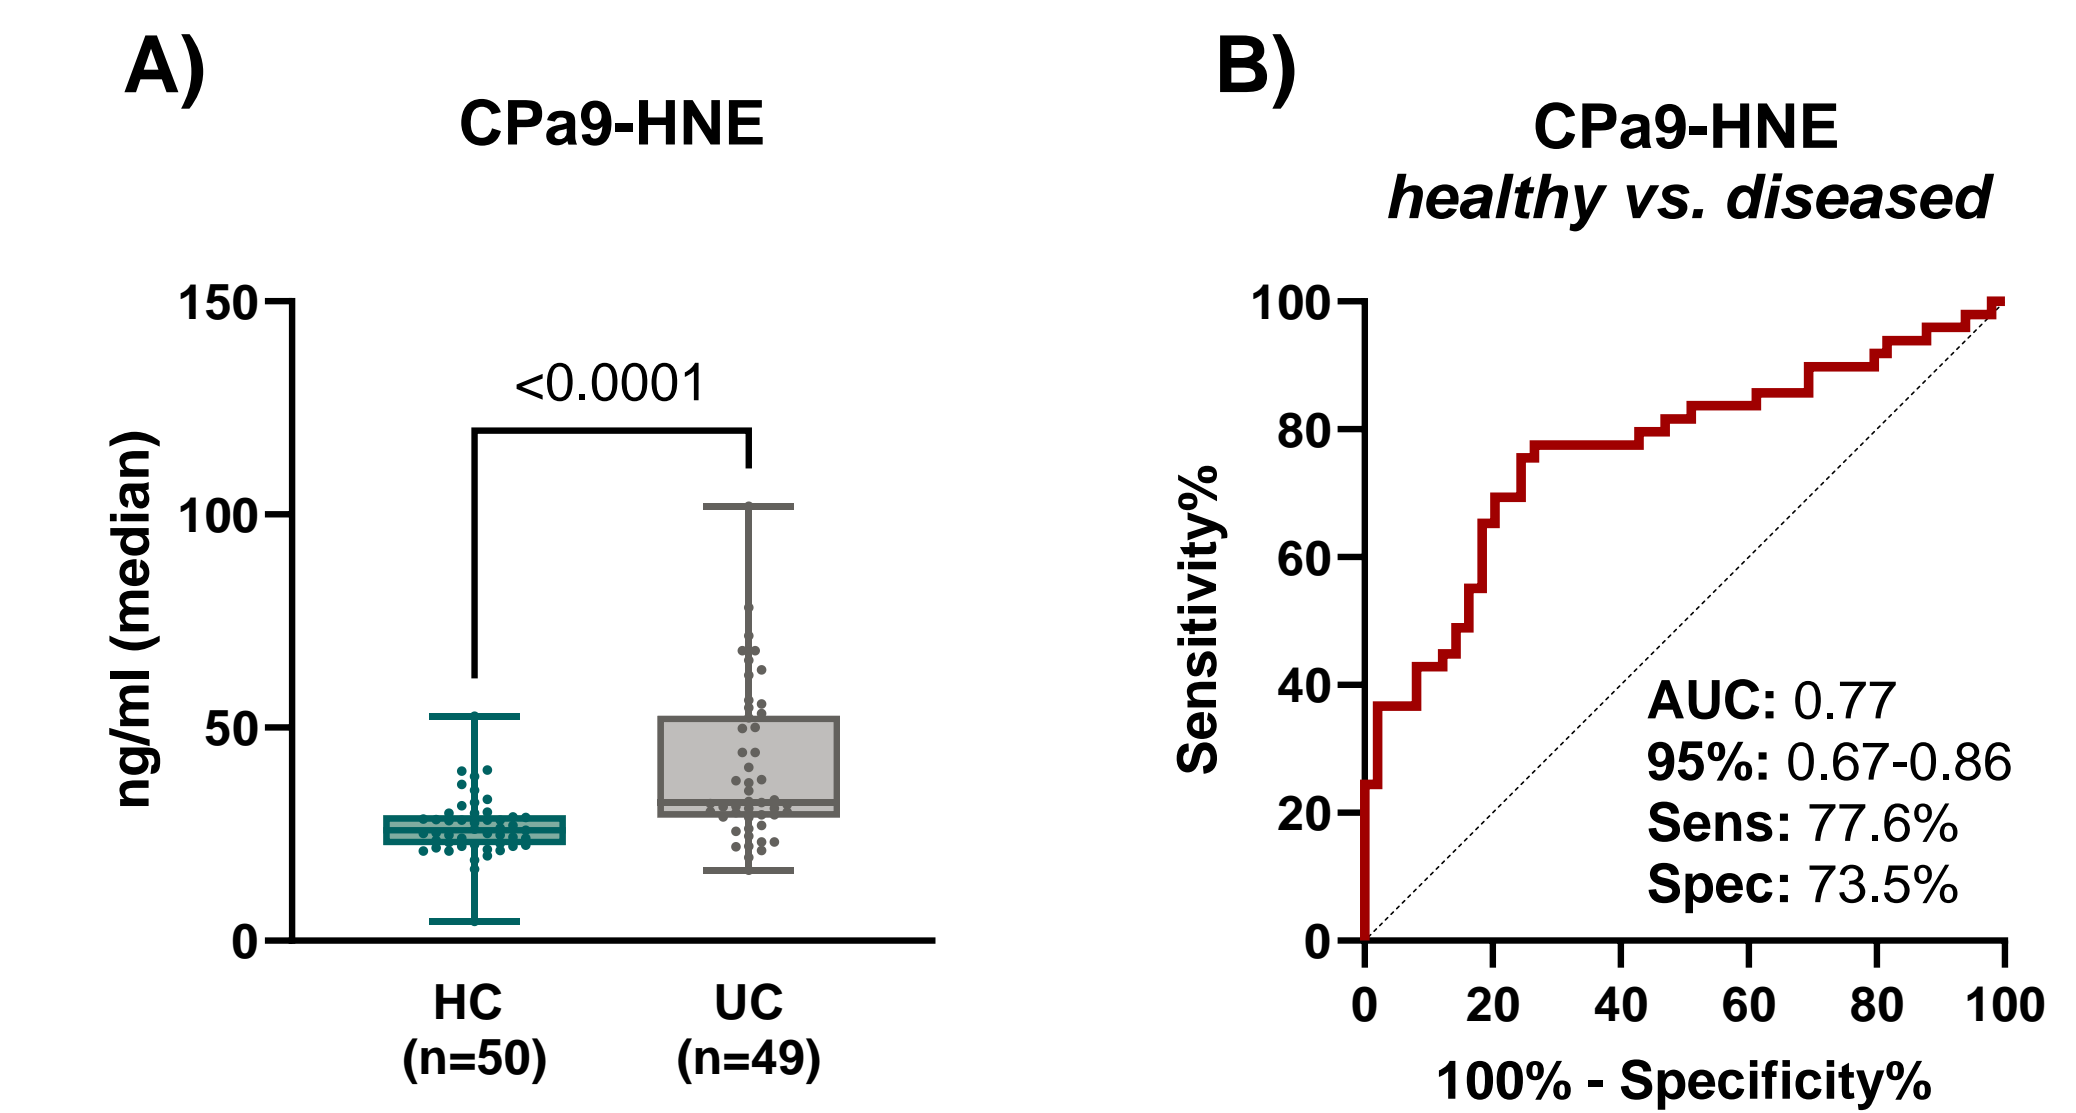 A)
CPa9-HNE
150
100
50
0
ng/ml (median)
<0.0001
HC
(n=50)
UC
(n=49)
B)
CPa9-HNE
healthy vs. diseased
100
80
60
40
20
0
Sensitivity%
AUC: 0.77
95%: 0.67-0.86
Sens: 77.6%
Spec: 73.5%
0 20 40 60 80 100
100% - Specificity%